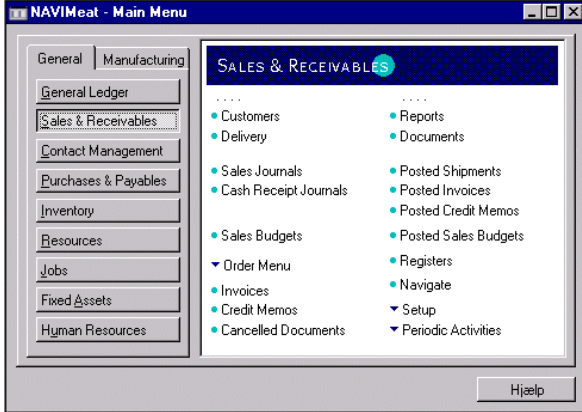 NAVIMeat - Main Menu
General
Manufacturing
General Ledger
Sales & Receivables
Contact Management
Purchases & Payables
Inventory
Resources
Jobs
Fixed Assets
Human Resources
SALES & RECEIVABLES
....
Customers
Delivery
Sales Journals
Cash Receipt Journals
Sales Budgets
Order Menu
Invoices
Credit Memos
Cancelled Documents
....
Reports
Documents
Posted Shipments
Posted Invoices
Posted Credit Memos
Posted Sales Budgets
Registers
Navigate
Setup
Periodic Activities
Hjælp